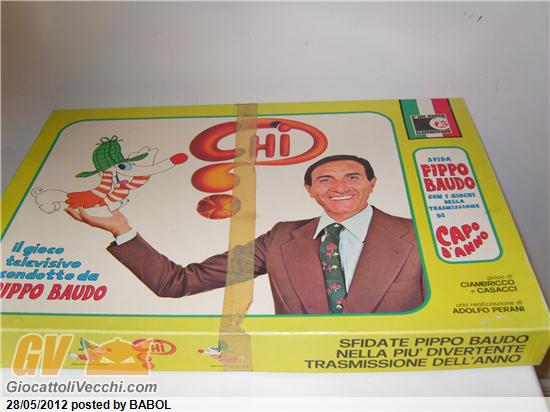 CHI
?
SFIDA
PIPPO
BAUDO
CON I GIOCHI
DELLA
TRASMISSIONE
DI
CAPO
D'ANNO
il gioco
televisivo
condotto da
PIPPO BAUDO
gioco di
CIAMBRICCO
e CASACCI
una realizzazione di
ADOLFO PERANI
CHI
SFIDATE PIPPO BAUDO
NELLA PIU' DIVERTENTE
TRASMISSIONE DELL'ANNO
GV
GiocattoliVecchi.com
28/05/2012 posted by BABOL